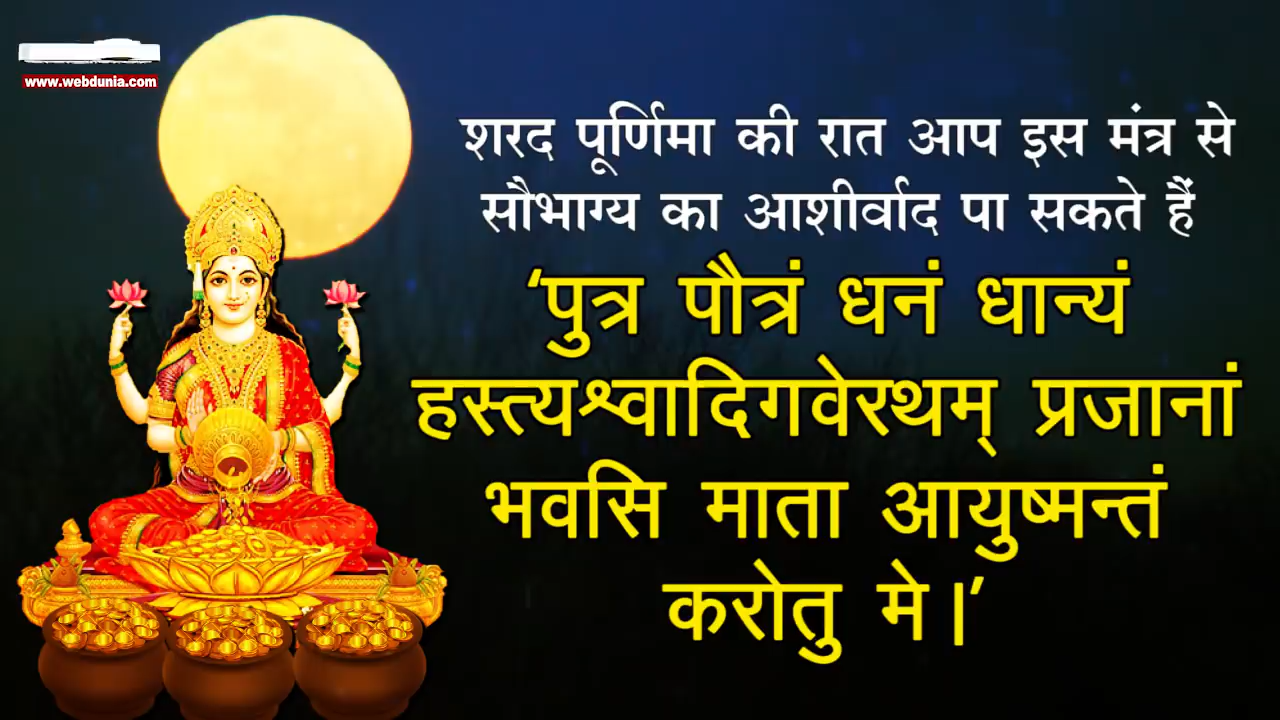 www.webdunia.com
शरद पूर्णिमा की रात आप इस मंत्र से
सौभाग्य का आशीर्वाद पा सकते हैं
‘पुत्र पौत्रं धनं धान्यं
हस्त्यश्वादिगवेरथम् प्रजानां
भवसि माता आयुष्मन्तं
करोतु मे|’